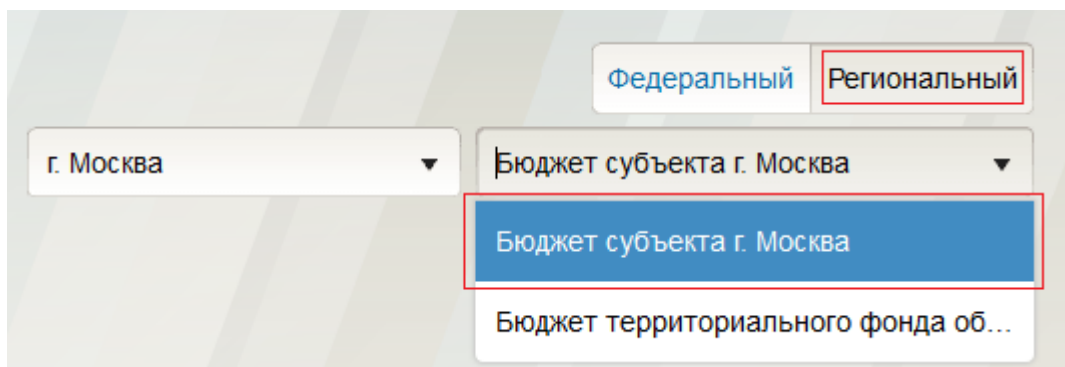 Федеральный Региональный
г. Москва Бюджет субъекта г. Москва
Бюджет субъекта г. Москва
Бюджет территориального фонда об...